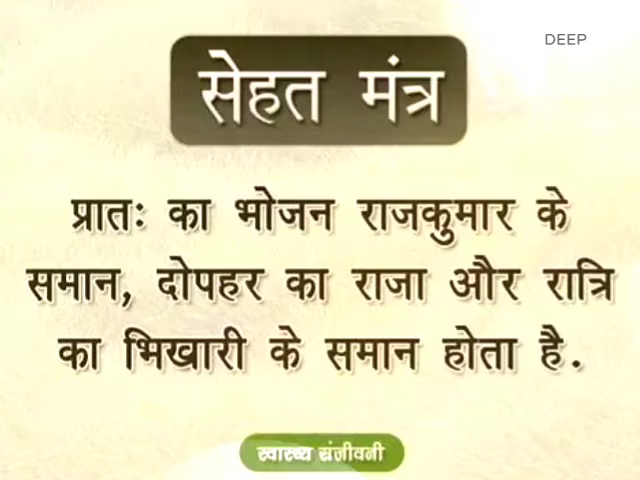 DEEP
सेहत मंत्र
प्रातः का भोजन राजकुमार के
समान, दोपहर का राजा और रात्रि
का भिखारी के समान होता है.
स्वास्थ्य संजीवनी